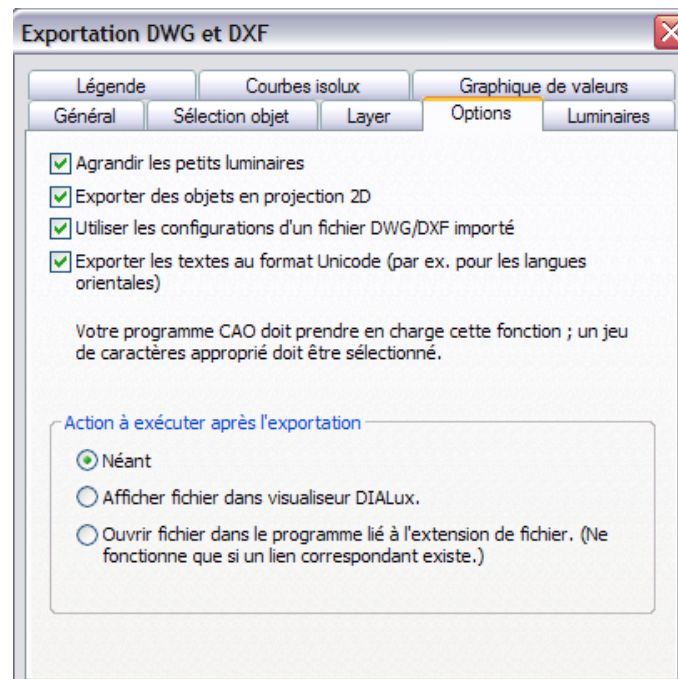 Exportation DWG et DXF
Légende
Courbes isolux
Graphique de valeurs
Général
Sélection objet
Layer
Options
Luminaires
Agrandir les petits luminaires
Exporter des objets en projection 2D
Utiliser les configurations d'un fichier DWG/DXF importé
Exporter les textes au format Unicode (par ex. pour les langues
orientales)
Votre programme CAO doit prendre en charge cette fonction ; un jeu
de caractères approprié doit être sélectionné.
Action à exécuter après l'exportation
Néant
Afficher fichier dans visualiseur DIALux.
Ouvrir fichier dans le programme lié à l'extension de fichier. (Ne
fonctionne que si un lien correspondant existe.)